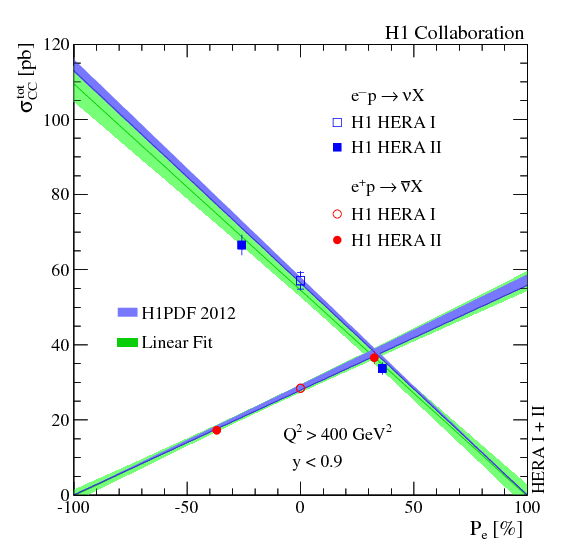 H1 Collaboration
σ_CC^tot [pb]
120
100
80
60
40
20
0
e⁻p → νX
H1 HERA I
H1 HERA II
e⁺p → ν̅X
H1 HERA I
H1 HERA II
H1PDF 2012
Linear Fit
Q² > 400 GeV²
y < 0.9
HERA I + II
-100
-50
0
50
100
P_e [%]